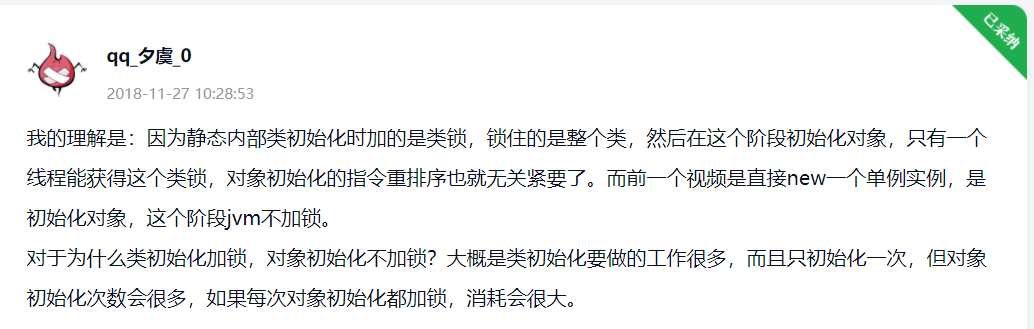 已采纳
qq_夕虞_0
2018-11-27 10:28:53
我的理解是：因为静态内部类初始化时加的是类锁，锁住的是整个类，然后在这个阶段初始化对象，只有一个
线程能获得这个类锁，对象初始化的指令重排序也就无关紧要了。而前一个视频是直接new一个单例实例，是
初始化对象，这个阶段jvm不加锁。
对于为什么类初始化加锁，对象初始化不加锁？大概是类初始化要做的工作很多，而且只初始化一次，但对象
初始化次数会很多，如果每次对象初始化都加锁，消耗会很大。